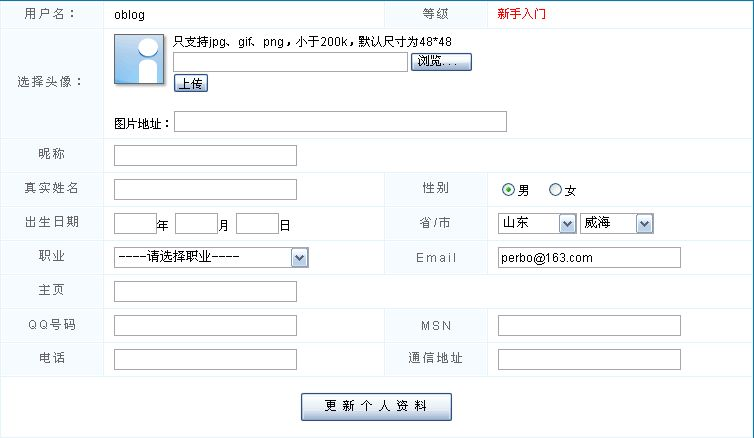 用户名： oblog 等级 新手入门
只支持jpg、gif、png，小于200k，默认尺寸为48*48
选择头像： 浏览...
上传
图片地址：
昵称
真实姓名 性别 男 女
出生日期 年 月 日 省/市 山东 威海
职业 ----请选择职业---- Email perbo@163.com
主页
QQ号码 MSN
电话 通信地址
更新个人资料